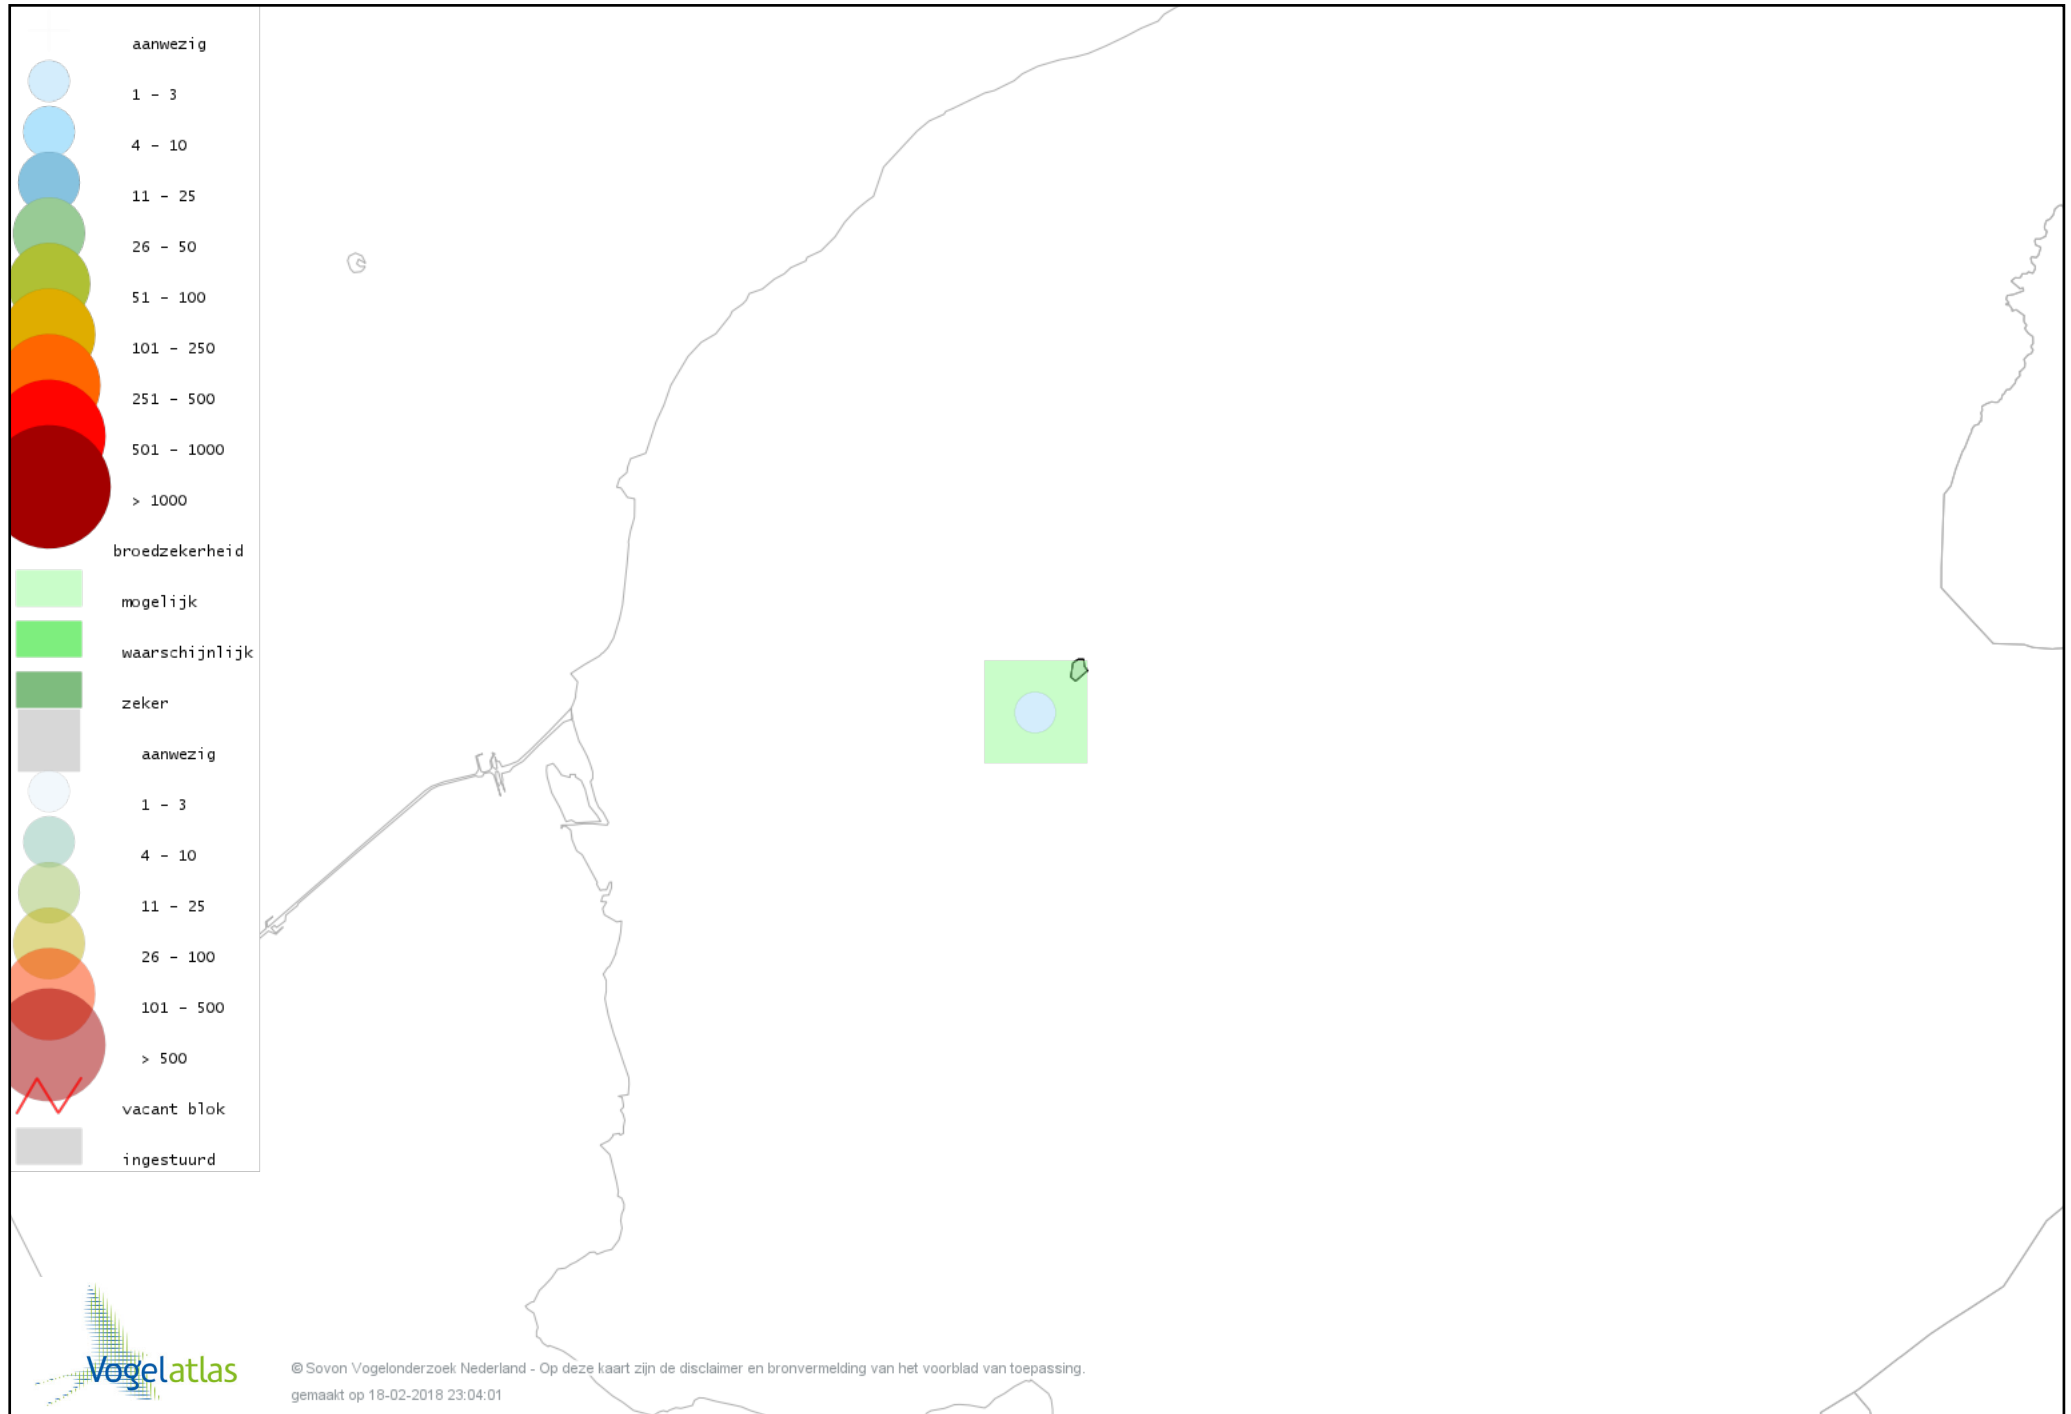 aanwezig
1 - 3
4 - 10
11 - 25
26 - 50
51 - 100
101 - 250
251 - 500
501 - 1000
> 1000
broedzekerheid
mogelijk
waarschijnlijk
zeker
aanwezig
1 - 3
4 - 10
11 - 25
26 - 100
101 - 500
> 500
vacant blok
ingestuurd
Vogelatlas
© Sovon Vogelonderzoek Nederland - Op deze kaart zijn de disclaimer en bronvermelding van het voorblad van toepassing.
gemaakt op 18-02-2018 23:04:01